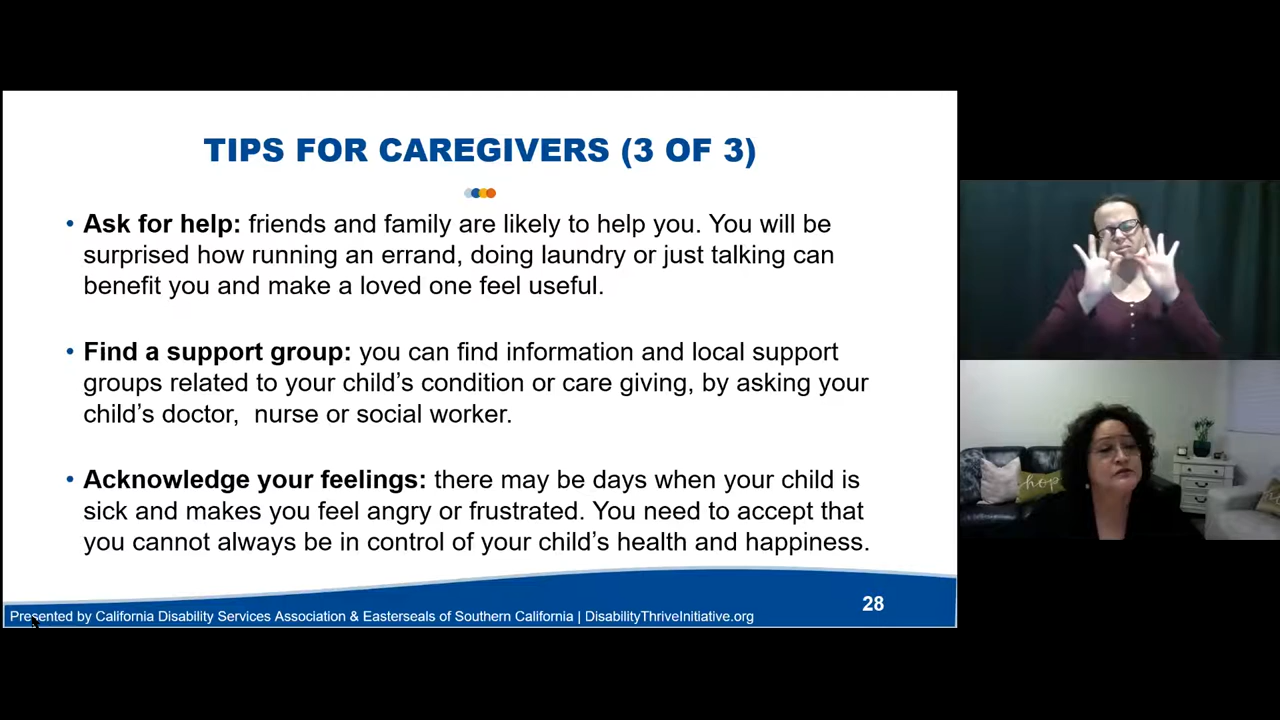 TIPS FOR CAREGIVERS (3 OF 3)
• Ask for help: friends and family are likely to help you. You will be
surprised how running an errand, doing laundry or just talking can
benefit you and make a loved one feel useful.
• Find a support group: you can find information and local support
groups related to your child’s condition or care giving, by asking your
child’s doctor,  nurse or social worker.
• Acknowledge your feelings: there may be days when your child is
sick and makes you feel angry or frustrated. You need to accept that
you cannot always be in control of your child’s health and happiness.
Presented by California Disability Services Association & Easterseals of Southern California | DisabilityThriveInitiative.org
28
hope